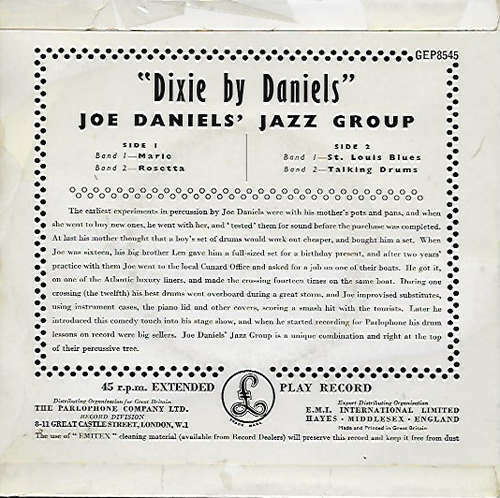 GEP8545
"Dixie by Daniels"
JOE DANIELS' JAZZ GROUP
SIDE 1
Band 1—Marie
Band 2—Rosetta
SIDE 2
Band 1—St. Louis Blues
Band 2—Talking Drums
The earliest experiments in percussion by Joe Daniels were with his mother's pots and pans, and when
she went to buy new ones, he went with her, and "tested" them for sound before the purchase was completed.
At last his mother thought that a boy's set of drums would work out cheaper, and bought him a set. When
Joe was sixteen, his big brother Len gave him a full-sized set for a birthday present, and after two years'
practice with them Joe went to the local Cunard Office and asked for a job on one of their boats. He got it,
on one of the Atlantic luxury liners, and made the crossing fourteen times on the same boat. During one
crossing (the twelfth) his best drums went overboard during a great storm, and Joe improvised substitutes,
using instrument cases, the piano lid and other covers, scoring a smash hit with the tourists. Later he
introduced this comedy touch into his stage show, and when he started recording for Parlophone his drum
lessons on record were big sellers. Joe Daniels' Jazz Group is a unique combination and right at the top
of their percussive tree.
45 r.p.m. EXTENDED PLAY RECORD
TRADE MARK
Distributing Organisation for Great Britain
THE PARLOPHONE COMPANY LTD.
RECORD DIVISION
8-11 GREAT CASTLE STREET, LONDON, W.1
Export Distributing Organisation
E.M.I. INTERNATIONAL LIMITED
HAYES · MIDDLESEX · ENGLAND
Made and Printed in Great Britain
The use of "EMITEX" cleaning material (available from Record Dealers) will preserve this record and keep it free from dust